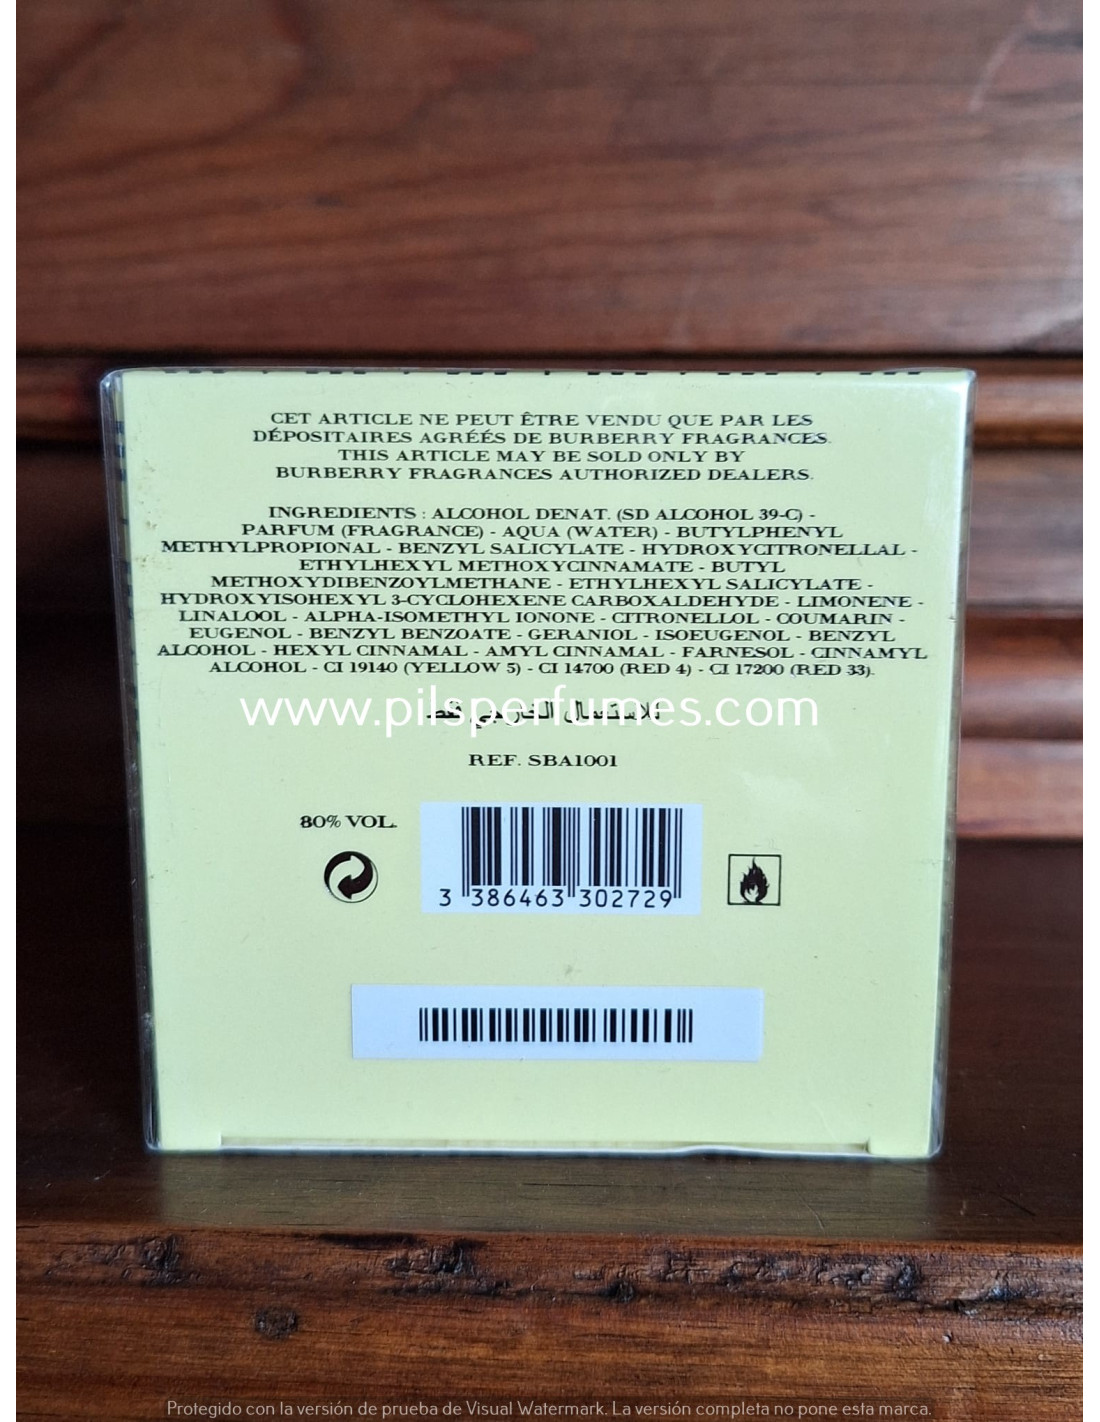 CET ARTICLE NE PEUT ÊTRE VENDU QUE PAR LES
DÉPOSITAIRES AGRÉÉS DE BURBERRY FRAGRANCES.
THIS ARTICLE MAY BE SOLD ONLY BY
BURBERRY FRAGRANCES AUTHORIZED DEALERS.
INGREDIENTS : ALCOHOL DENAT. (SD ALCOHOL 39-C) -
PARFUM (FRAGRANCE) - AQUA (WATER) - BUTYLPHENYL
METHYLPROPIONAL - BENZYL SALICYLATE - HYDROXYCITRONELLAL -
ETHYLHEXYL METHOXYCINNAMATE - BUTYL
METHOXYDIBENZOYLMETHANE - ETHYLHEXYL SALICYLATE -
HYDROXYISOHEXYL 3-CYCLOHEXENE CARBOXALDEHYDE - LIMONENE -
LINALOOL - ALPHA-ISOMETHYL IONONE - CITRONELLOL - COUMARIN -
EUGENOL - BENZYL BENZOATE - GERANIOL - ISOEUGENOL - BENZYL
ALCOHOL - HEXYL CINNAMAL - AMYL CINNAMAL - FARNESOL - CINNAMYL
ALCOHOL - CI 19140 (YELLOW 5) - CI 14700 (RED 4) - CI 17200 (RED 33).
www.pilsperfumes.com
للاستعمال الخارجي فقط
REF. SBA1001
80% VOL.
3 386463 302729
Protegido con la versión de prueba de Visual Watermark. La versión completa no pone esta marca.